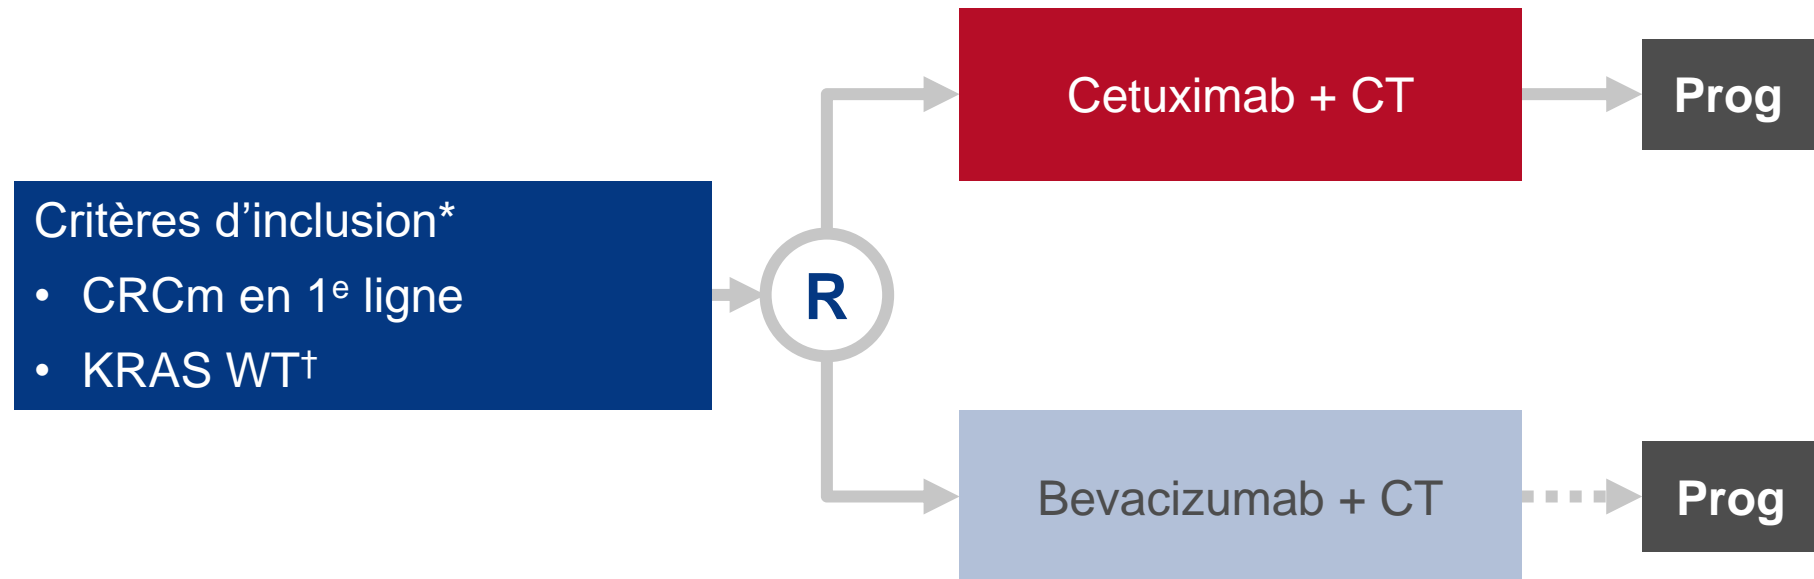 Critères d’inclusion*
• CRCm en 1ᵉ ligne
• KRAS WT†
R
Cetuximab + CT
Prog
Bevacizumab + CT
Prog